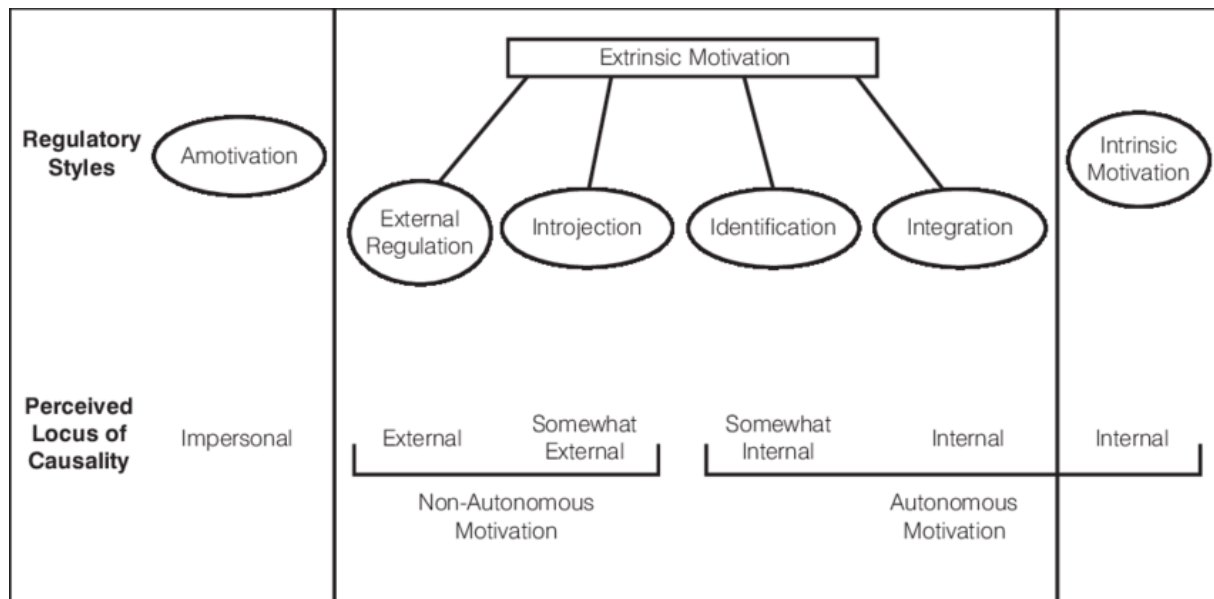 Extrinsic Motivation
Regulatory
Styles
Amotivation
Intrinsic
Motivation
External
Regulation
Introjection
Identification
Integration
Perceived
Locus of
Causality
Impersonal
External
Somewhat
External
Somewhat
Internal
Internal
Internal
Non-Autonomous
Motivation
Autonomous
Motivation